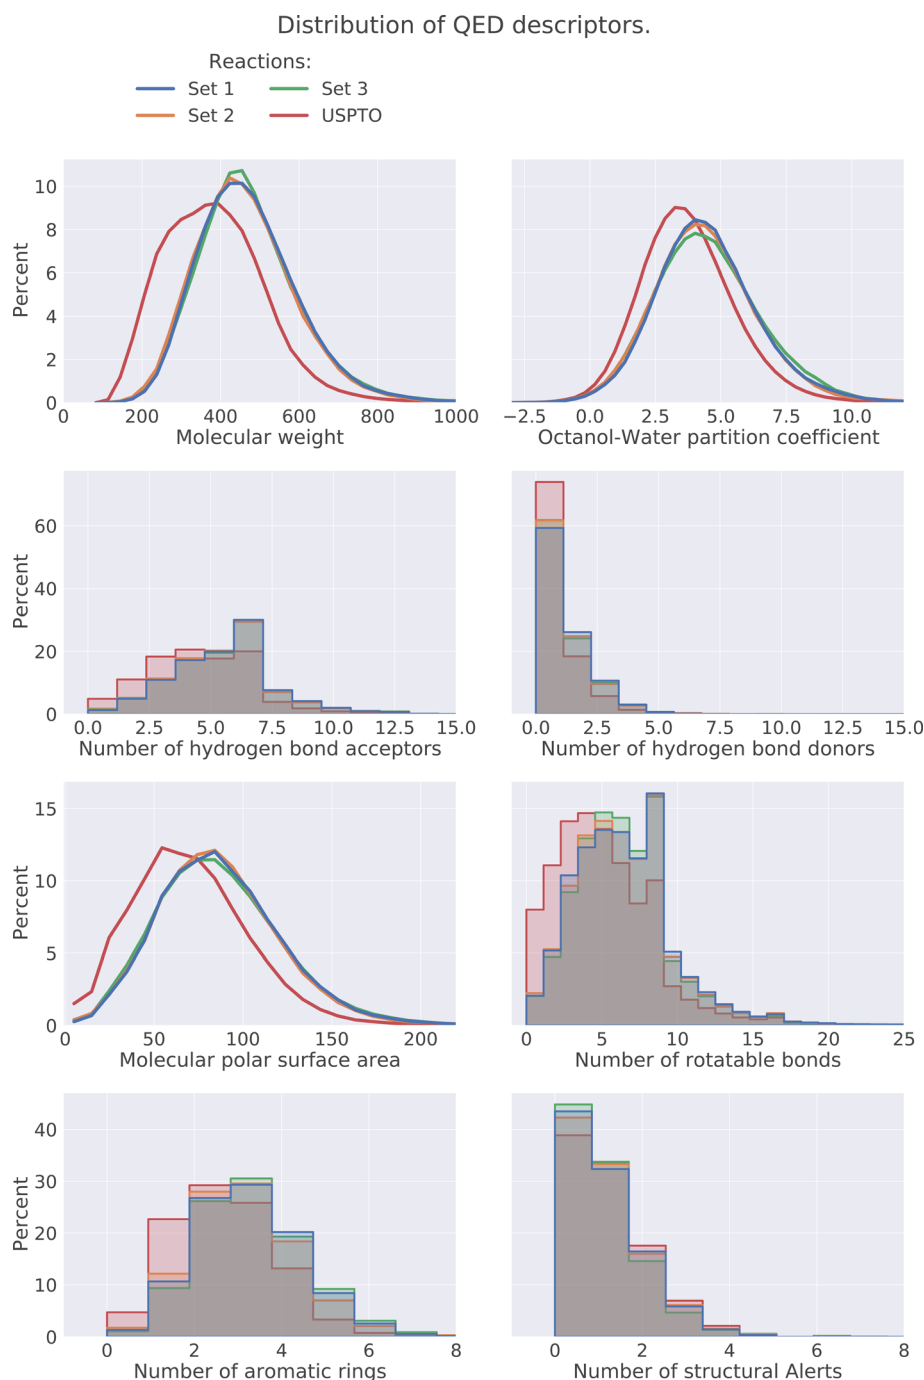 Distribution of QED descriptors.
Reactions:
Set 1 Set 3
Set 2 USPTO
Percent
10
8
6
4
2
0
0 200 400 600 800 1000
Molecular weight
−2.5 0.0 2.5 5.0 7.5 10.0
Octanol-Water partition coefficient
Percent
60
40
20
0
0.0 2.5 5.0 7.5 10.0 12.5 15.0
Number of hydrogen bond acceptors
0.0 2.5 5.0 7.5 10.0 12.5 15.0
Number of hydrogen bond donors
Percent
15
10
5
0
0 50 100 150 200
Molecular polar surface area
0 5 10 15 20 25
Number of rotatable bonds
Percent
40
30
20
10
0
0 2 4 6 8
Number of aromatic rings
0 2 4 6 8
Number of structural Alerts